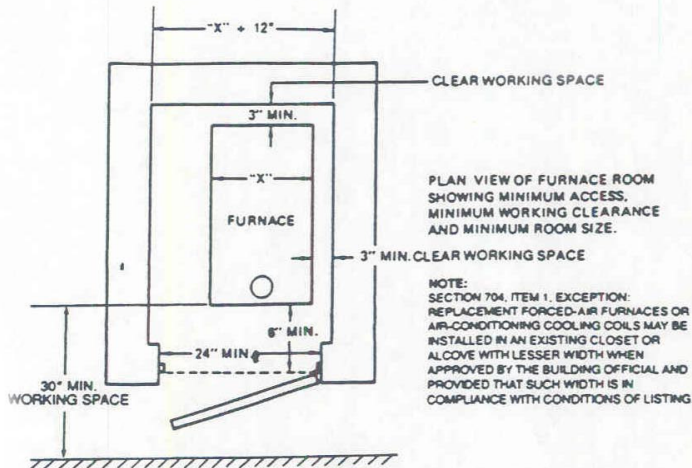 "X" + 12"
CLEAR WORKING SPACE
3" MIN.
"X"
FURNACE
PLAN VIEW OF FURNACE ROOM
SHOWING MINIMUM ACCESS,
MINIMUM WORKING CLEARANCE
AND MINIMUM ROOM SIZE.
3" MIN. CLEAR WORKING SPACE
NOTE:
SECTION 704, ITEM 1, EXCEPTION:
REPLACEMENT FORCED-AIR FURNACES OR
AIR-CONDITIONING COOLING COILS MAY BE
INSTALLED IN AN EXISTING CLOSET OR
ALCOVE WITH LESSER WIDTH WHEN
APPROVED BY THE BUILDING OFFICIAL AND
PROVIDED THAT SUCH WIDTH IS IN
COMPLIANCE WITH CONDITIONS OF LISTING
6" MIN.
24" MIN.
30" MIN.
WORKING SPACE